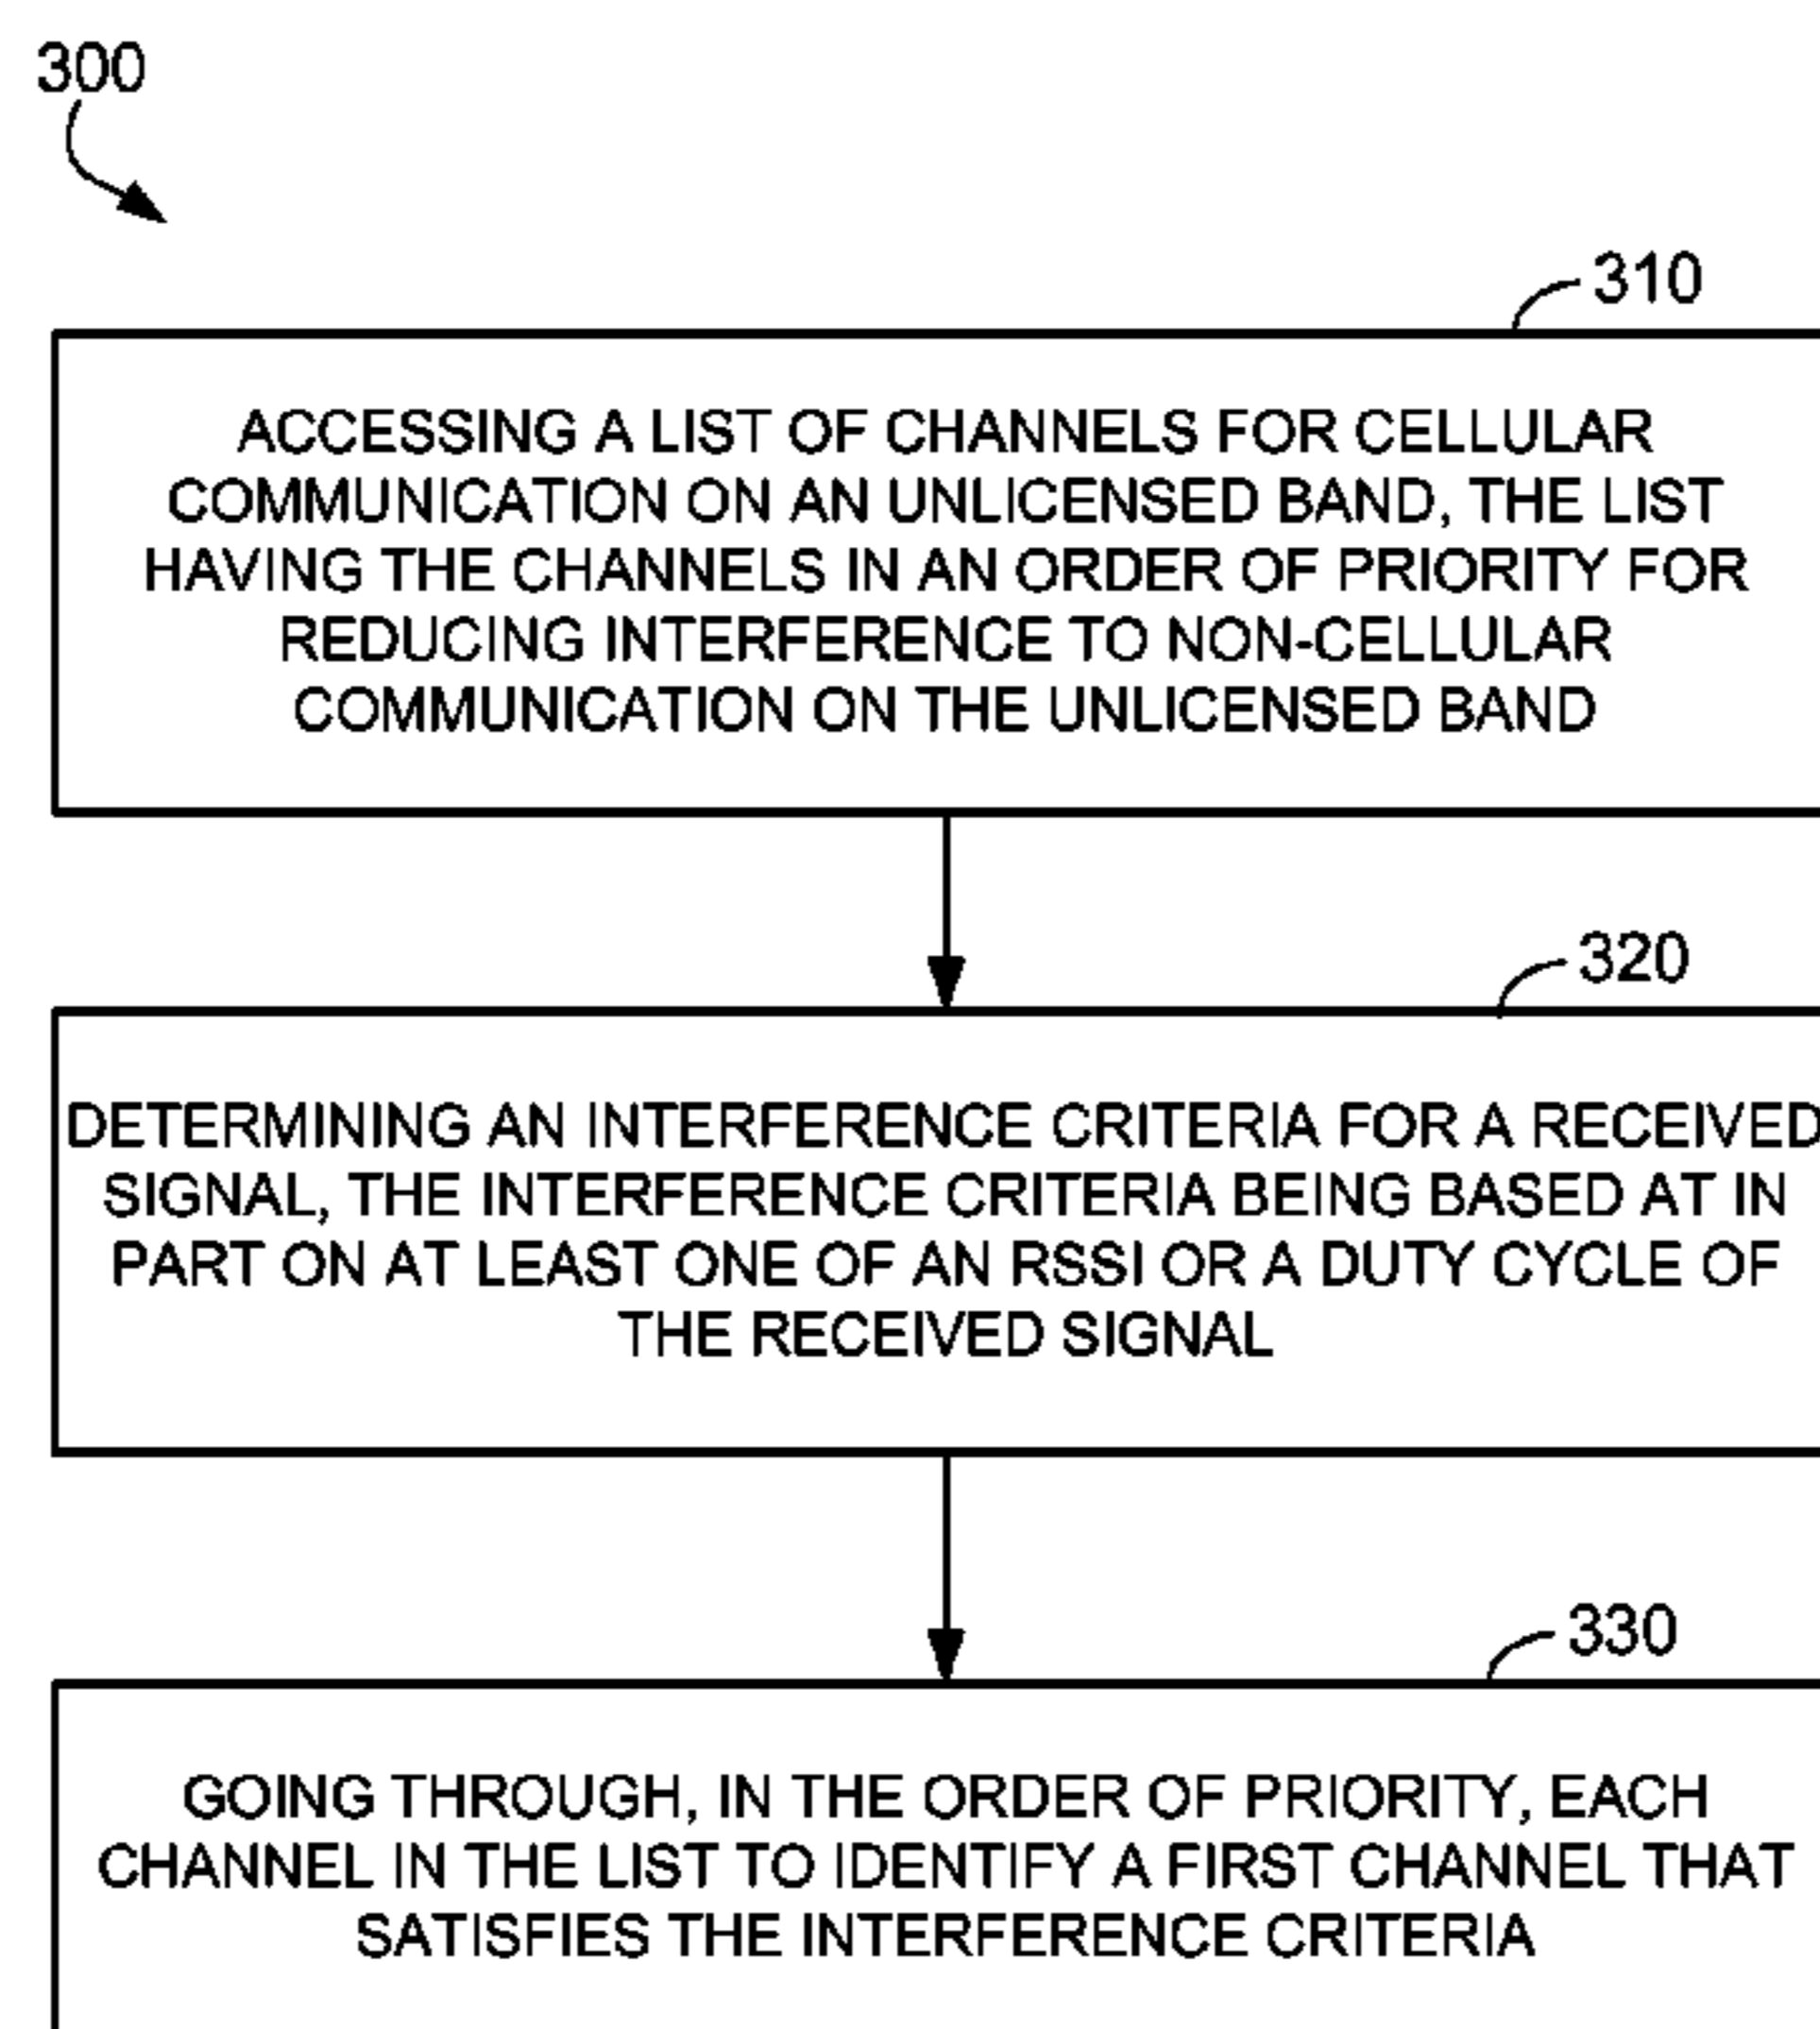 300
310
ACCESSING A LIST OF CHANNELS FOR CELLULAR
COMMUNICATION ON AN UNLICENSED BAND, THE LIST
HAVING THE CHANNELS IN AN ORDER OF PRIORITY FOR
REDUCING INTERFERENCE TO NON-CELLULAR
COMMUNICATION ON THE UNLICENSED BAND
320
DETERMINING AN INTERFERENCE CRITERIA FOR A RECEIVED
SIGNAL, THE INTERFERENCE CRITERIA BEING BASED AT IN
PART ON AT LEAST ONE OF AN RSSI OR A DUTY CYCLE OF
THE RECEIVED SIGNAL
330
GOING THROUGH, IN THE ORDER OF PRIORITY, EACH
CHANNEL IN THE LIST TO IDENTIFY A FIRST CHANNEL THAT
SATISFIES THE INTERFERENCE CRITERIA